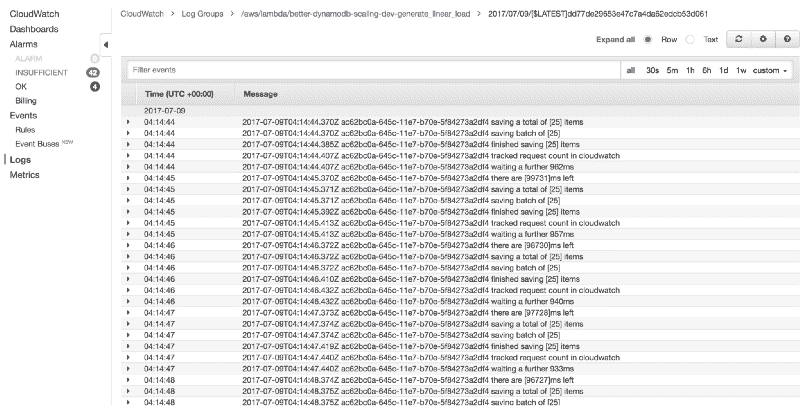 CloudWatch
Dashboards
Alarms
ALARM 0
INSUFFICIENT 42
OK 4
Billing
Events
Rules
Event Buses NEW
Logs
Metrics
CloudWatch > Log Groups > /aws/lambda/better-dynamodb-scaling-dev-generate_linear_load > 2017/07/09/[$LATEST]dd77de29653e47c7a4da62edcb53d061
Expand all Row Text
Filter events all 30s 5m 1h 6h 1d 1w custom
Time (UTC +00:00) Message
2017-07-09
04:14:44 2017-07-09T04:14:44.370Z ac62bc0a-645c-11e7-b70e-5f84273a2df4 saving a total of [25] items
04:14:44 2017-07-09T04:14:44.370Z ac62bc0a-645c-11e7-b70e-5f84273a2df4 saving batch of [25]
04:14:44 2017-07-09T04:14:44.385Z ac62bc0a-645c-11e7-b70e-5f84273a2df4 finished saving [25] items
04:14:44 2017-07-09T04:14:44.407Z ac62bc0a-645c-11e7-b70e-5f84273a2df4 tracked request count in cloudwatch
04:14:44 2017-07-09T04:14:44.407Z ac62bc0a-645c-11e7-b70e-5f84273a2df4 waiting a further 962ms
04:14:45 2017-07-09T04:14:45.370Z ac62bc0a-645c-11e7-b70e-5f84273a2df4 there are [99731]ms left
04:14:45 2017-07-09T04:14:45.371Z ac62bc0a-645c-11e7-b70e-5f84273a2df4 saving a total of [25] items
04:14:45 2017-07-09T04:14:45.371Z ac62bc0a-645c-11e7-b70e-5f84273a2df4 saving batch of [25]
04:14:45 2017-07-09T04:14:45.392Z ac62bc0a-645c-11e7-b70e-5f84273a2df4 finished saving [25] items
04:14:45 2017-07-09T04:14:45.413Z ac62bc0a-645c-11e7-b70e-5f84273a2df4 tracked request count in cloudwatch
04:14:45 2017-07-09T04:14:45.413Z ac62bc0a-645c-11e7-b70e-5f84273a2df4 waiting a further 957ms
04:14:46 2017-07-09T04:14:46.372Z ac62bc0a-645c-11e7-b70e-5f84273a2df4 there are [96730]ms left
04:14:46 2017-07-09T04:14:46.372Z ac62bc0a-645c-11e7-b70e-5f84273a2df4 saving a total of [25] items
04:14:46 2017-07-09T04:14:46.372Z ac62bc0a-645c-11e7-b70e-5f84273a2df4 saving batch of [25]
04:14:46 2017-07-09T04:14:46.410Z ac62bc0a-645c-11e7-b70e-5f84273a2df4 finished saving [25] items
04:14:46 2017-07-09T04:14:46.432Z ac62bc0a-645c-11e7-b70e-5f84273a2df4 tracked request count in cloudwatch
04:14:46 2017-07-09T04:14:46.432Z ac62bc0a-645c-11e7-b70e-5f84273a2df4 waiting a further 940ms
04:14:47 2017-07-09T04:14:47.373Z ac62bc0a-645c-11e7-b70e-5f84273a2df4 there are [97728]ms left
04:14:47 2017-07-09T04:14:47.374Z ac62bc0a-645c-11e7-b70e-5f84273a2df4 saving a total of [25] items
04:14:47 2017-07-09T04:14:47.374Z ac62bc0a-645c-11e7-b70e-5f84273a2df4 saving batch of [25]
04:14:47 2017-07-09T04:14:47.419Z ac62bc0a-645c-11e7-b70e-5f84273a2df4 finished saving [25] items
04:14:47 2017-07-09T04:14:47.440Z ac62bc0a-645c-11e7-b70e-5f84273a2df4 tracked request count in cloudwatch
04:14:47 2017-07-09T04:14:47.440Z ac62bc0a-645c-11e7-b70e-5f84273a2df4 waiting a further 933ms
04:14:48 2017-07-09T04:14:48.374Z ac62bc0a-645c-11e7-b70e-5f84273a2df4 there are [96727]ms left
04:14:48 2017-07-09T04:14:48.375Z ac62bc0a-645c-11e7-b70e-5f84273a2df4 saving a total of [25] items
04:14:48 2017-07-09T04:14:48.375Z ac62bc0a-645c-11e7-b70e-5f84273a2df4 saving batch of [25]